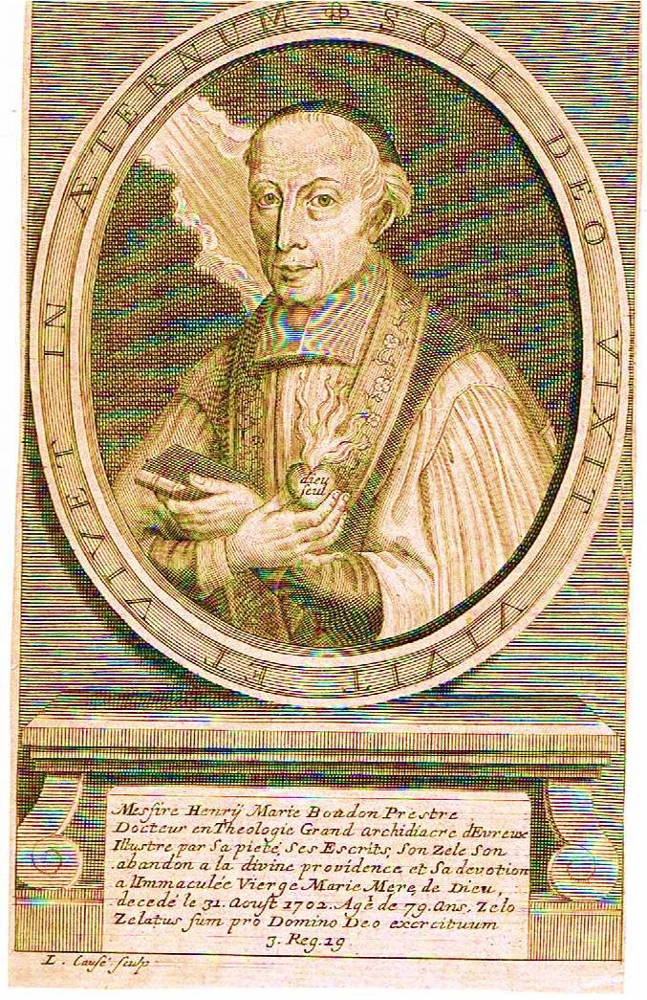 ✠ SOLI DEO VIXIT VIVIT ET VIVET IN ÆTERNUM
dieu
seul
Messire Henrÿ Marie Boudon Prestre
Docteur en Theologie Grand Archidiacre d'Evreux
Illustre par Sa pieté, Ses Escrits, Son Zele Son
abandon a la divine providence, et Sa devotion
a l'Immaculée Vierge Marie Mere de Dieu,
decedé le 31. Aoust 1702. Agé de 79. Ans, Zelo
Zelatus sum pro Domino Deo exercituum
3. Reg. 19
L. Causé sculp